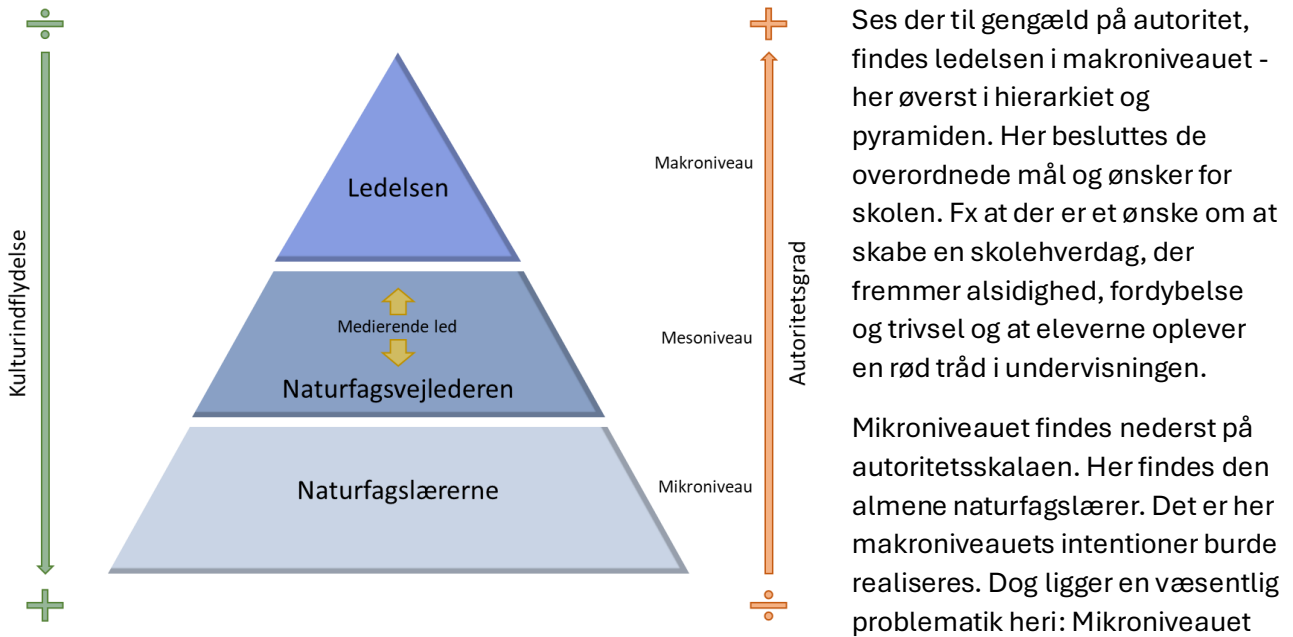 ÷
+
Kulturindflydelse
Ledelsen
Medierende led
Naturfagsvejlederen
Naturfagslærerne
Makroniveau
Mesoniveau
Mikroniveau
+
÷
Autoritetsgrad
Ses der til gengæld på autoritet,
findes ledelsen i makroniveauet -
her øverst i hierarkiet og
pyramiden. Her besluttes de
overordnede mål og ønsker for
skolen. Fx at der er et ønske om at
skabe en skolehverdag, der
fremmer alsidighed, fordybelse
og trivsel og at eleverne oplever
en rød tråd i undervisningen.
Mikroniveauet findes nederst på
autoritetsskalaen. Her findes den
almene naturfagslærer. Det er her
makroniveauets intentioner burde
realiseres. Dog ligger en væsentlig
problematik heri: Mikroniveauet